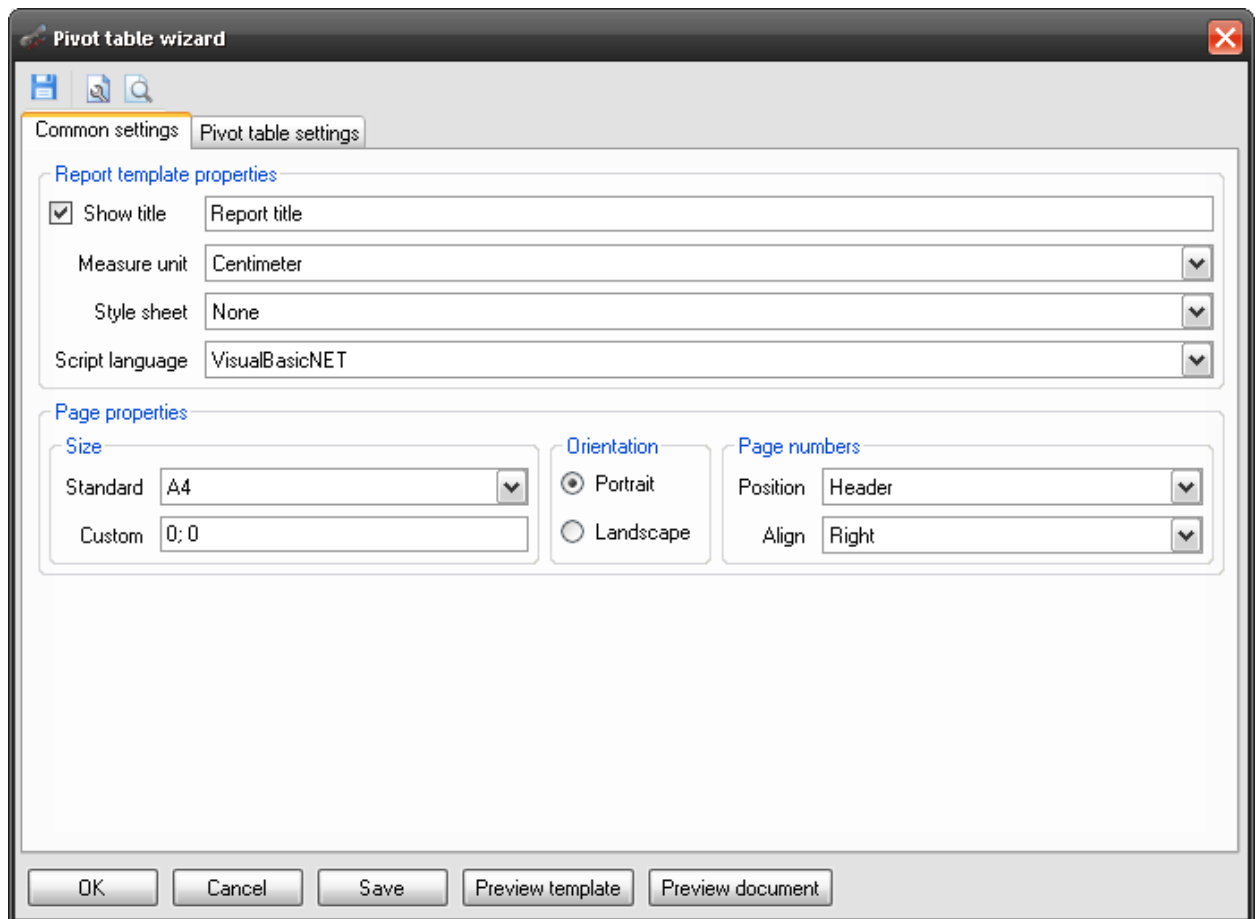 Pivot table wizard
Common settings Pivot table settings
Report template properties
Show title Report title
Measure unit Centimeter
Style sheet None
Script language VisualBasicNET
Page properties
Size Orientation Page numbers
Standard A4 Portrait Position Header
Custom 0; 0 Landscape Align Right
OK Cancel Save Preview template Preview document